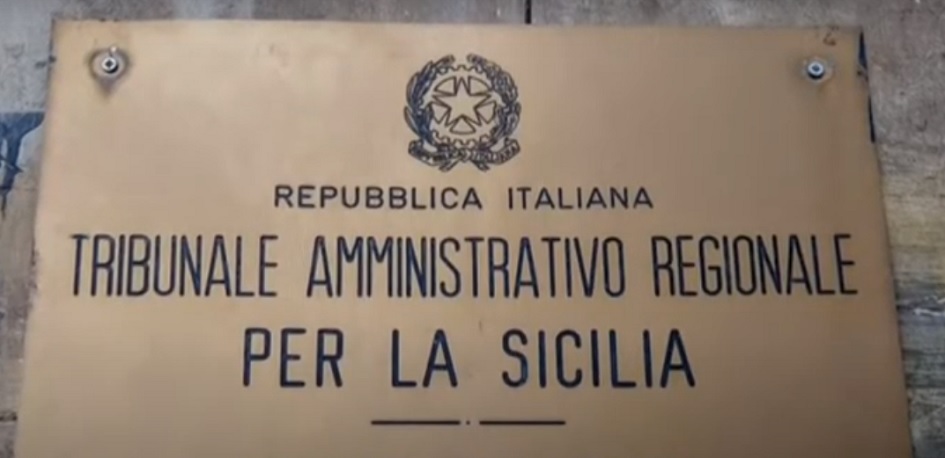 REPUBBLICA ITALIANA
TRIBUNALE AMMINISTRATIVO REGIONALE
PER LA SICILIA